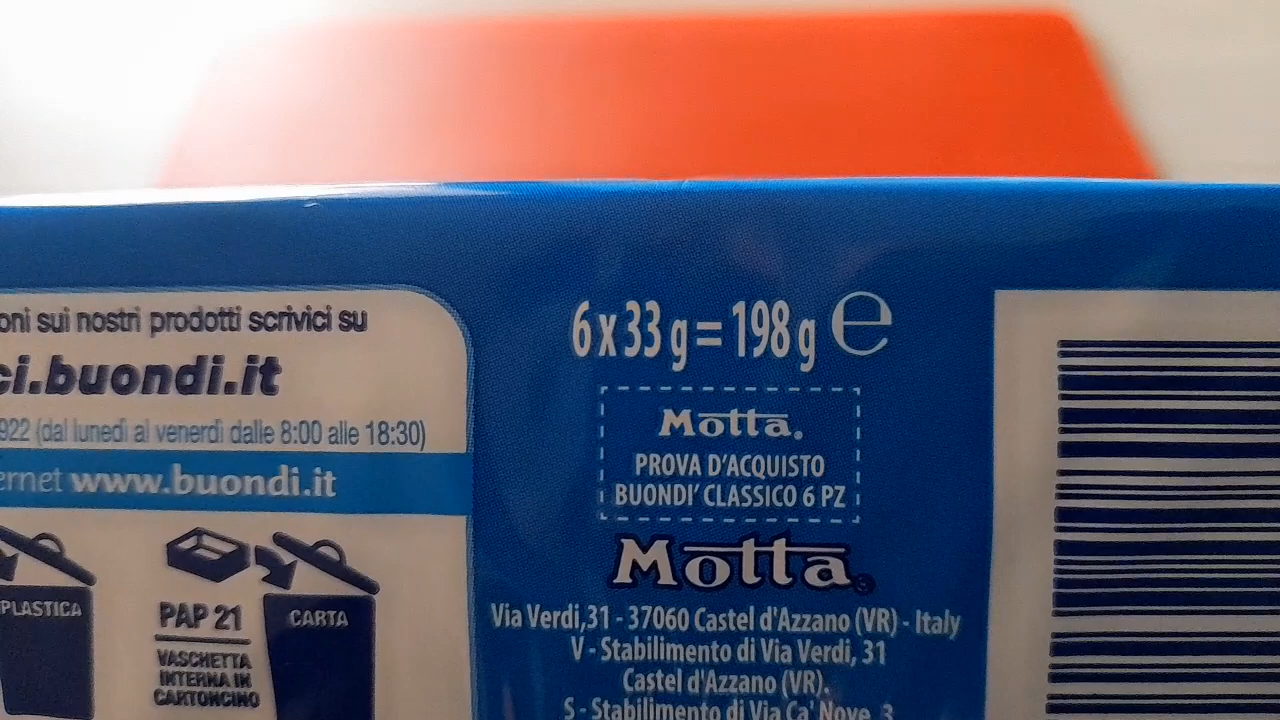 oni sui nostri prodotti scrivici su
ci.buondi.it
922 (dal lunedì al venerdì dalle 8:00 alle 18:30)
ernet www.buondi.it
PLASTICA
PAP 21
VASCHETTA
INTERNA IN
CARTONCINO
CARTA
6 x 33 g = 198 g ℮
Motta.
PROVA D'ACQUISTO
BUONDI' CLASSICO 6 PZ
Motta
Via Verdi,31 - 37060 Castel d'Azzano (VR) - Italy
V - Stabilimento di Via Verdi, 31
Castel d'Azzano (VR).
S - Stabilimento di Via Ca' Nove, 3